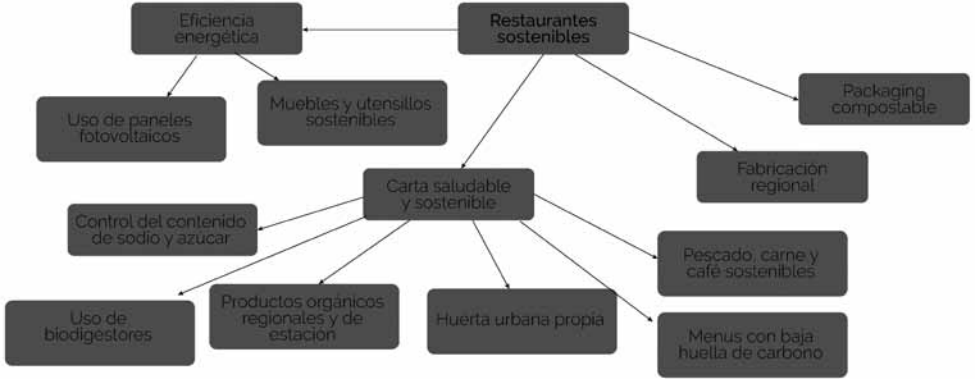 Eficiencia
energética
Restaurantes
sostenibles
Packaging
compostable
Muebles y utensillos
sostenibles
Uso de paneles
fotovoltaicos
Fabricación
regional
Carta saludable
y sostenible
Control del contenido
de sodio y azúcar
Pescado, carne y
café sostenibles
Uso de
biodigestores
Productos orgánicos
regionales y de
estación
Huerta urbana propia
Menus con baja
huella de carbono